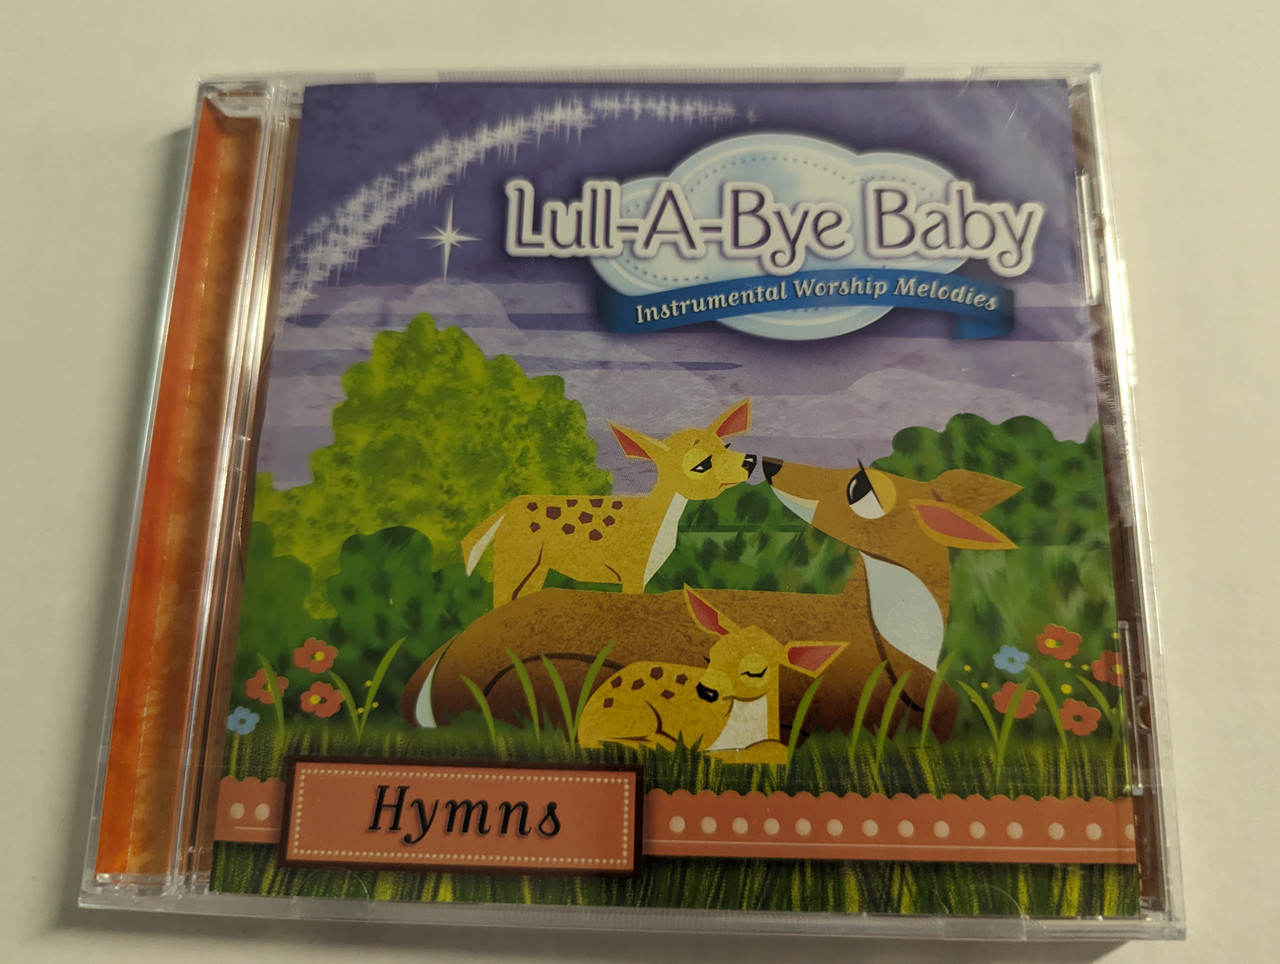 Lull-A-Bye Baby
Instrumental Worship Melodies
Hymns